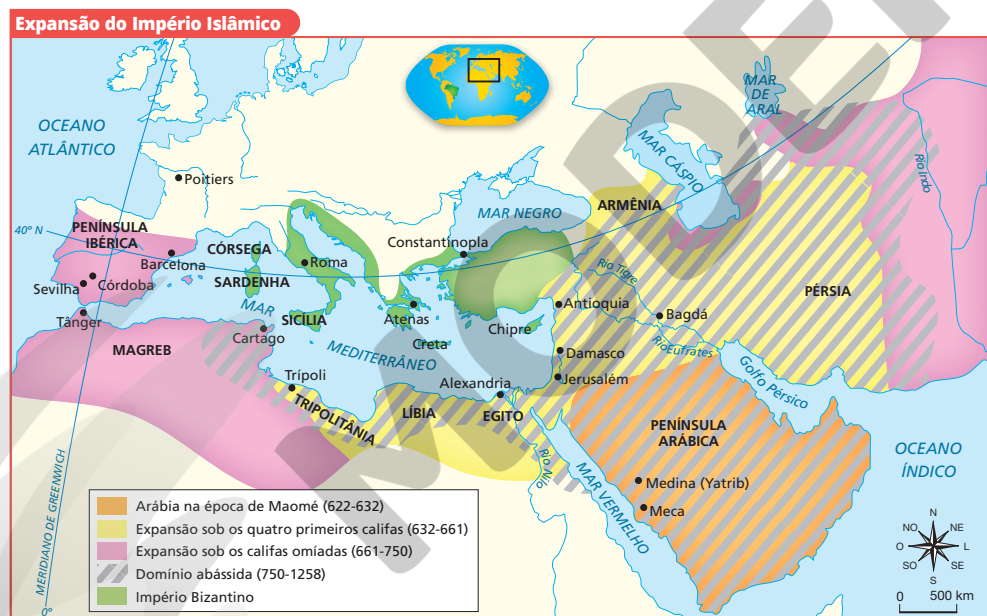 Expansão do Império Islâmico
OCEANO
ATLÂNTICO
MAR
DE
ARAL
MAR CÁSPIO
Rio Indo
Poitiers
PENÍNSULA
IBÉRICA
40º N
Barcelona
Sevilha
Córdoba
Tânger
CÓRSEGA
SARDENHA
Roma
MAR NEGRO
Constantinopla
ARMÊNIA
Rio Tigre
PÉRSIA
Antioquia
Bagdá
Rio Eufrates
MAR
MEDITERRÂNEO
SICÍLIA
Cartago
Atenas
Creta
Chipre
Damasco
Jerusalém
MAGREB
Trípoli
TRIPOLITÂNIA
LÍBIA
Alexandria
EGITO
Rio Nilo
Golfo Pérsico
PENÍNSULA
ARÁBICA
Medina (Yatrib)
Meca
MAR VERMELHO
OCEANO
ÍNDICO
MERIDIANO DE GREENWICH
0º
Arábia na época de Maomé (622-632)
Expansão sob os quatro primeiros califas (632-661)
Expansão sob os califas omíadas (661-750)
Domínio abássida (750-1258)
Império Bizantino
N
NO NE
O L
SO SE
S
0 500 km